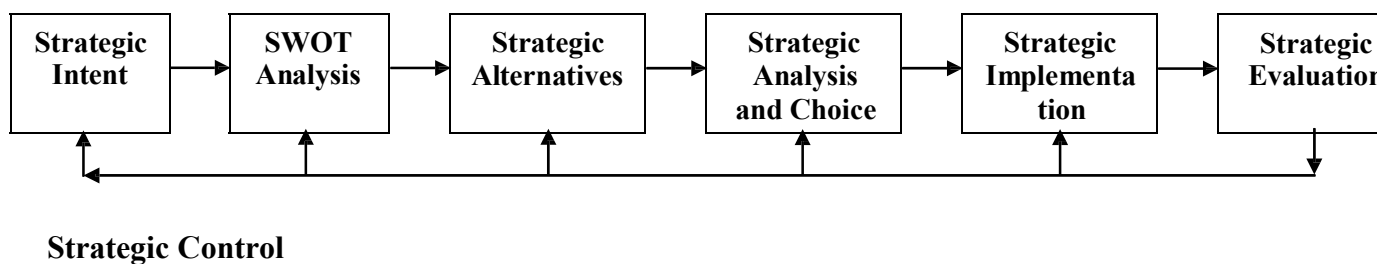 Strategic
Intent
SWOT
Analysis
Strategic
Alternatives
Strategic
Analysis
and Choice
Strategic
Implementa
tion
Strategic
Evaluation
Strategic Control